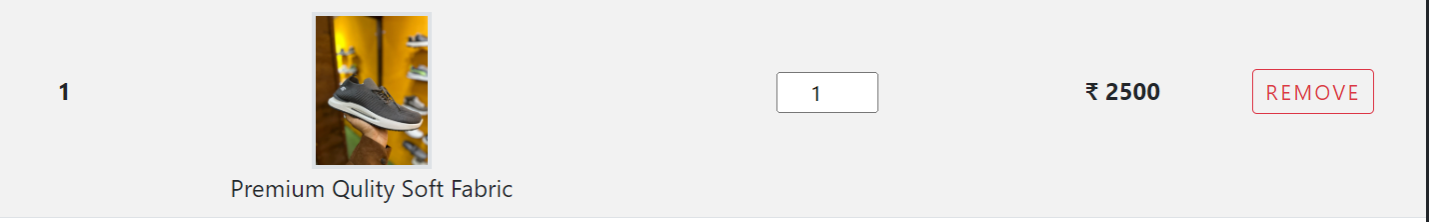 1
1
₹ 2500
REMOVE
Premium Qulity Soft Fabric